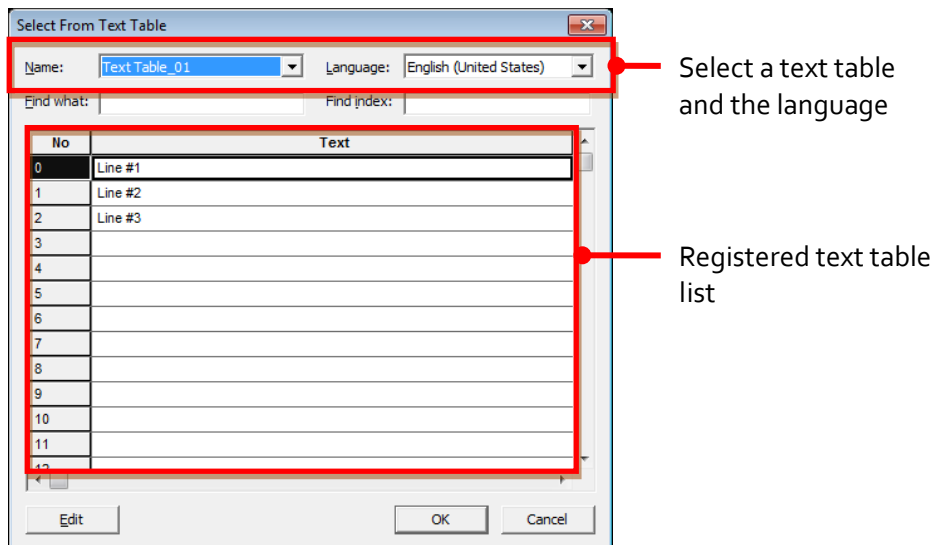 Select From Text Table
Name: Text Table_01 Language: English (United States)
Find what: Find index:
No Text
0 Line #1
1 Line #2
2 Line #3
3
4
5
6
7
8
9
10
11
12
Edit OK Cancel
Select a text table
and the language
Registered text table
list